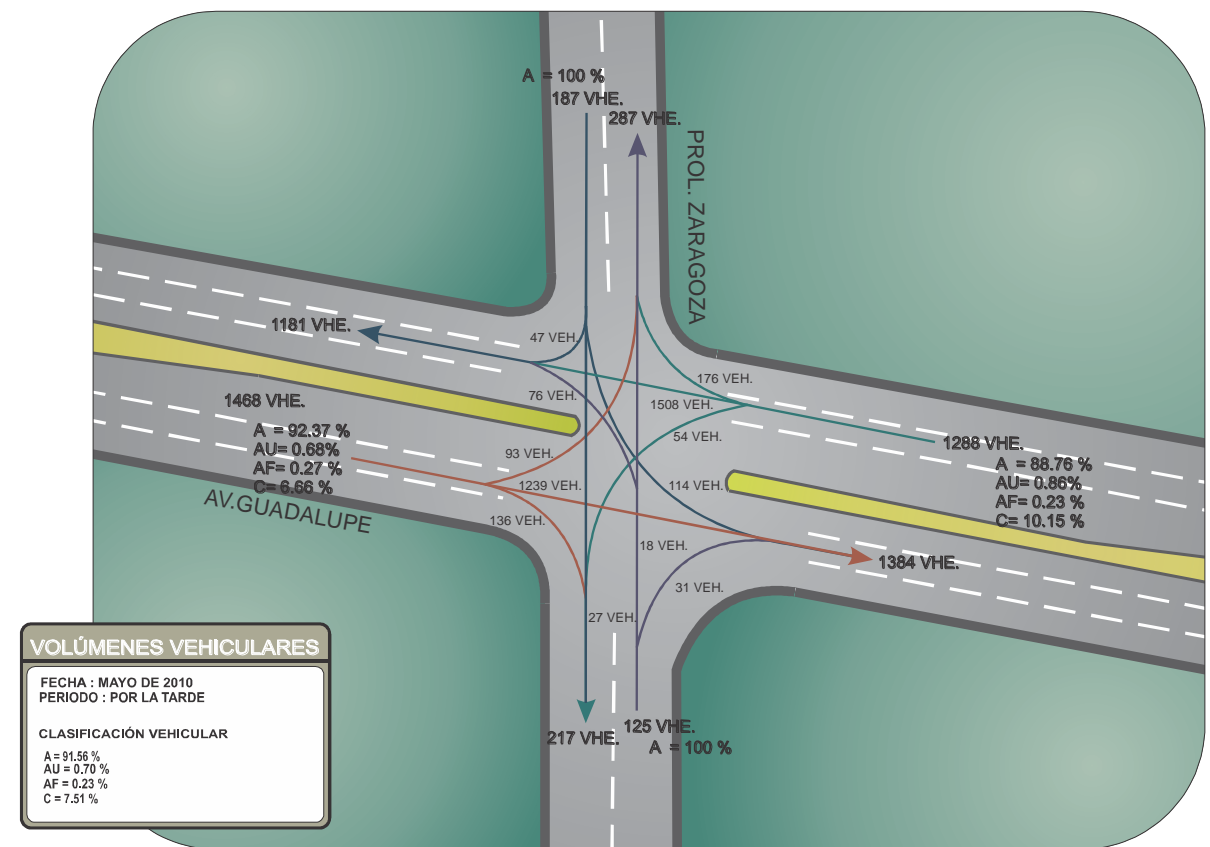 A = 100 %
187 VHE.
287 VHE.
PROL. ZARAGOZA
1181 VHE.
47 VEH.
176 VEH.
76 VEH.
1508 VEH.
1468 VHE.
A = 92.37 %
AU= 0.68%
AF= 0.27 %
C= 6.66 %
AV.GUADALUPE
54 VEH.
93 VEH.
1239 VEH.
114 VEH.
136 VEH.
1288 VHE.
A = 88.76 %
AU= 0.86%
AF= 0.23 %
C= 10.15 %
18 VEH.
1384 VHE.
31 VEH.
27 VEH.
217 VHE.
125 VHE.
A = 100 %
VOLÚMENES VEHICULARES
FECHA : MAYO DE 2010
PERIODO : POR LA TARDE
CLASIFICACIÓN VEHICULAR
A = 91.56 %
AU = 0.70 %
AF = 0.23 %
C = 7.51 %